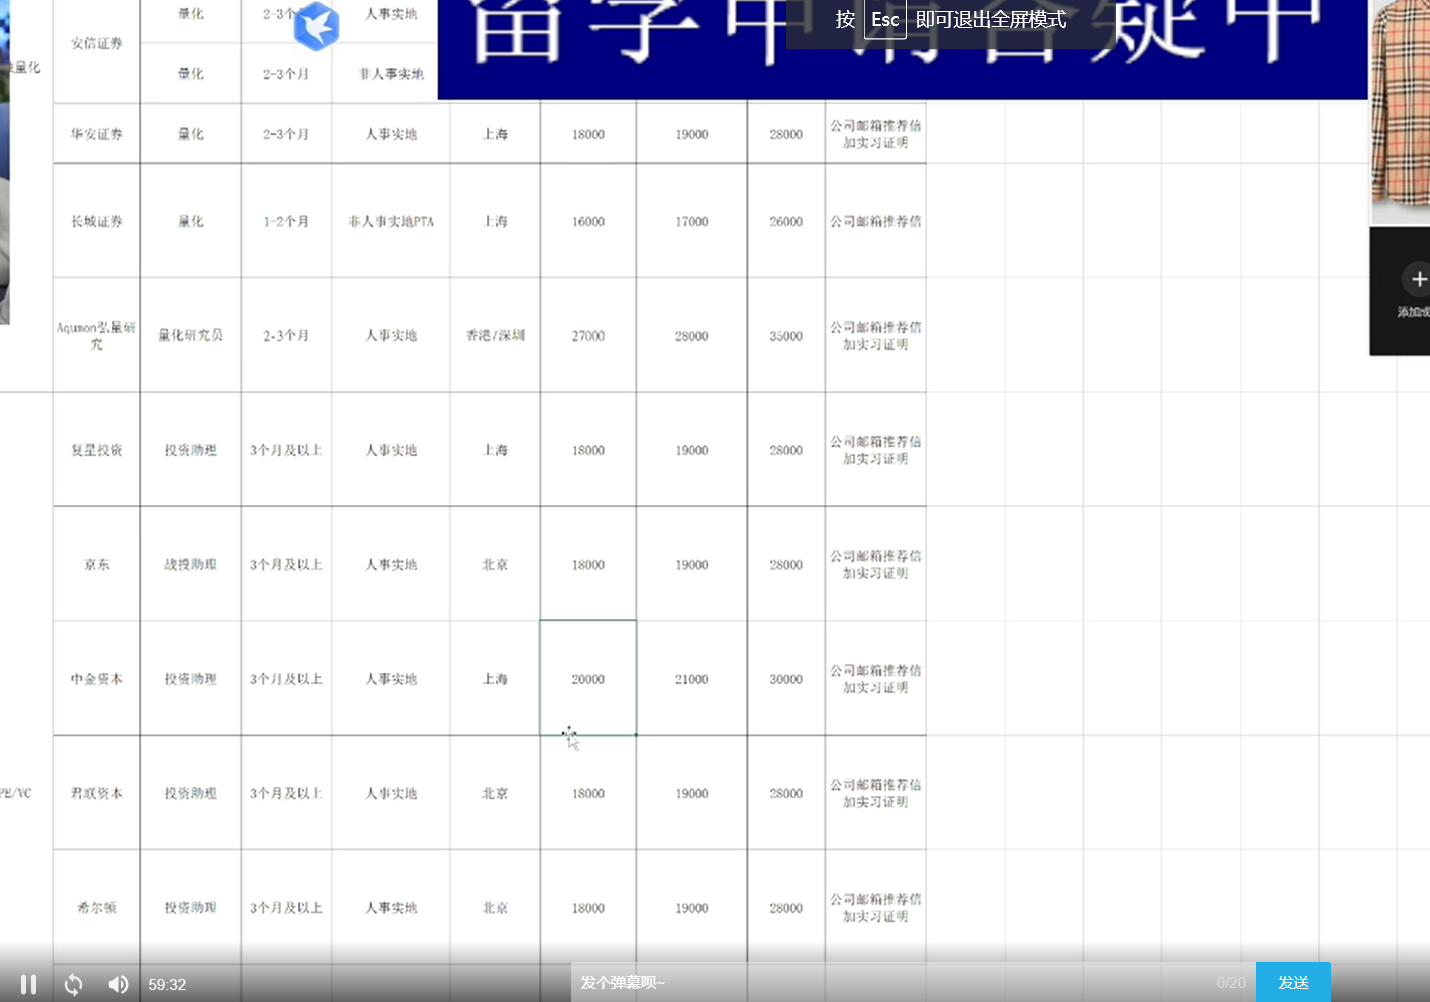 留学申请答疑中
按 Esc 即可退出全屏模式
量化 2-3个月 人事实地
安信证券
量化
量化 2-3个月 非人事实地
华安证券 量化 2-3个月 人事实地 上海 18000 19000 28000 公司邮箱推荐信
加实习证明
长城证券 量化 1-2个月 非人事实地PTA 上海 16000 17000 26000 公司邮箱推荐信
添加
Aqumon弘量研
究 量化研究员 2-3个月 人事实地 香港/深圳 27000 28000 35000 公司邮箱推荐信
加实习证明
复星投资 投资助理 3个月及以上 人事实地 上海 18000 19000 28000 公司邮箱推荐信
加实习证明
京东 战投助理 3个月及以上 人事实地 北京 18000 19000 28000 公司邮箱推荐信
加实习证明
中金资本 投资助理 3个月及以上 人事实地 上海 20000 21000 30000 公司邮箱推荐信
加实习证明
PE/VC 君联资本 投资助理 3个月及以上 人事实地 北京 18000 19000 28000 公司邮箱推荐信
加实习证明
希尔顿 投资助理 3个月及以上 人事实地 北京 18000 19000 28000 公司邮箱推荐信
加实习证明
59:32 发个弹幕呗~ 0/20 发送